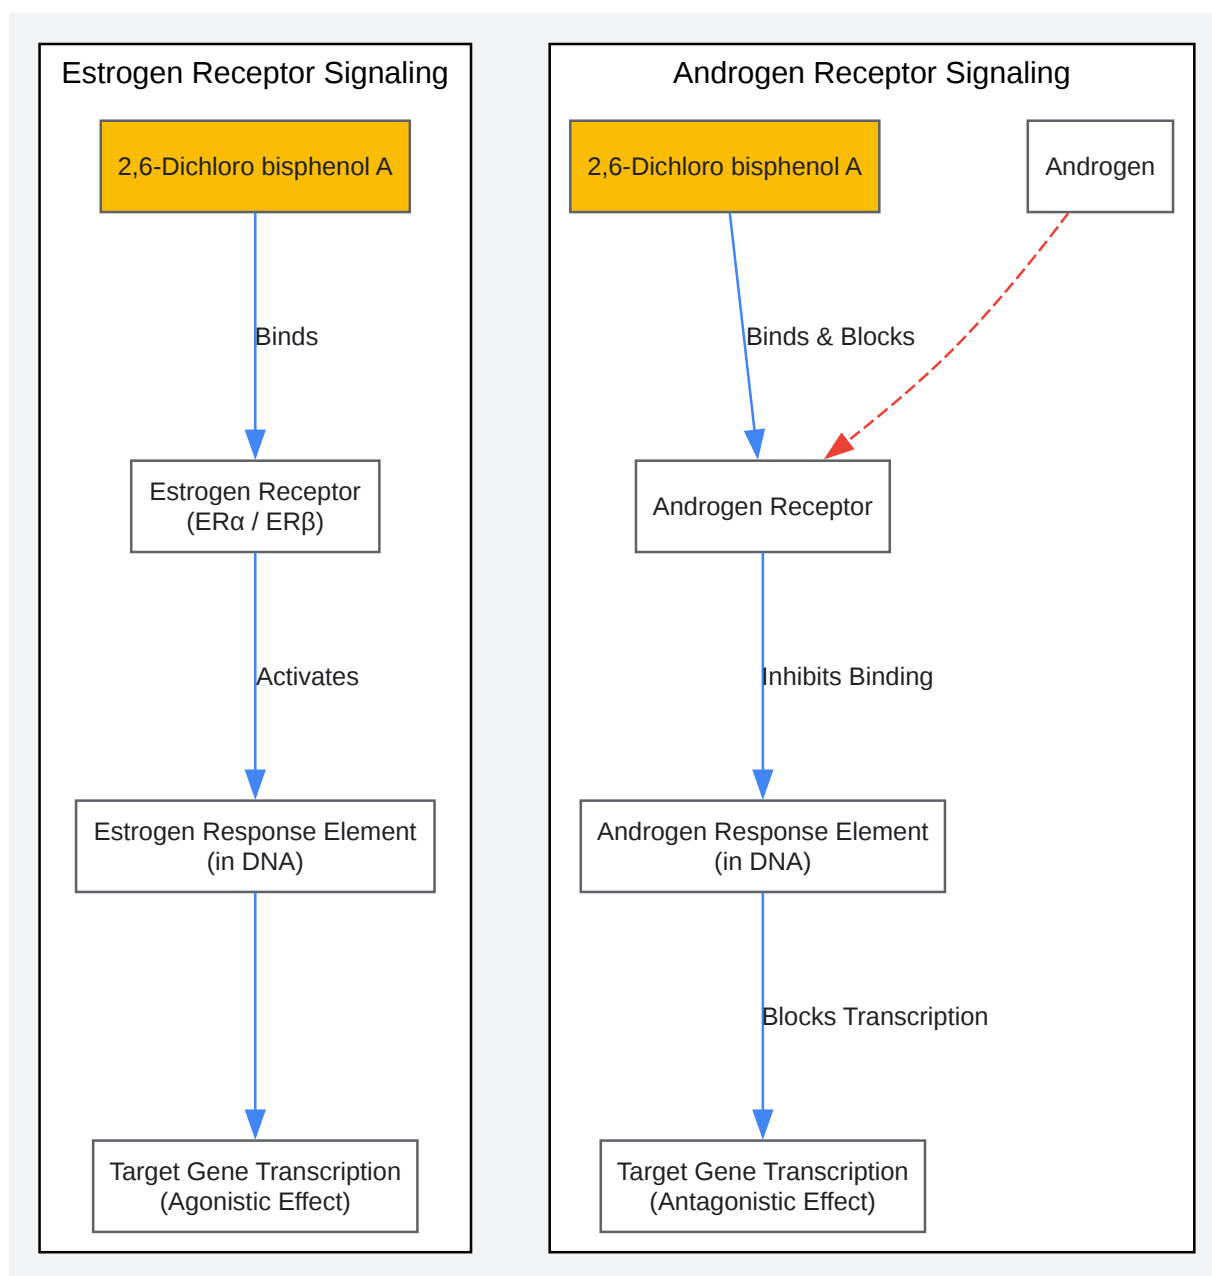 Estrogen Receptor Signaling
2,6-Dichloro bisphenol A
Binds
Estrogen Receptor
(ERα / ERβ)
Activates
Estrogen Response Element
(in DNA)
Target Gene Transcription
(Agonistic Effect)
Androgen Receptor Signaling
2,6-Dichloro bisphenol A
Androgen
Binds & Blocks
Androgen Receptor
Inhibits Binding
Androgen Response Element
(in DNA)
Blocks Transcription
Target Gene Transcription
(Antagonistic Effect)